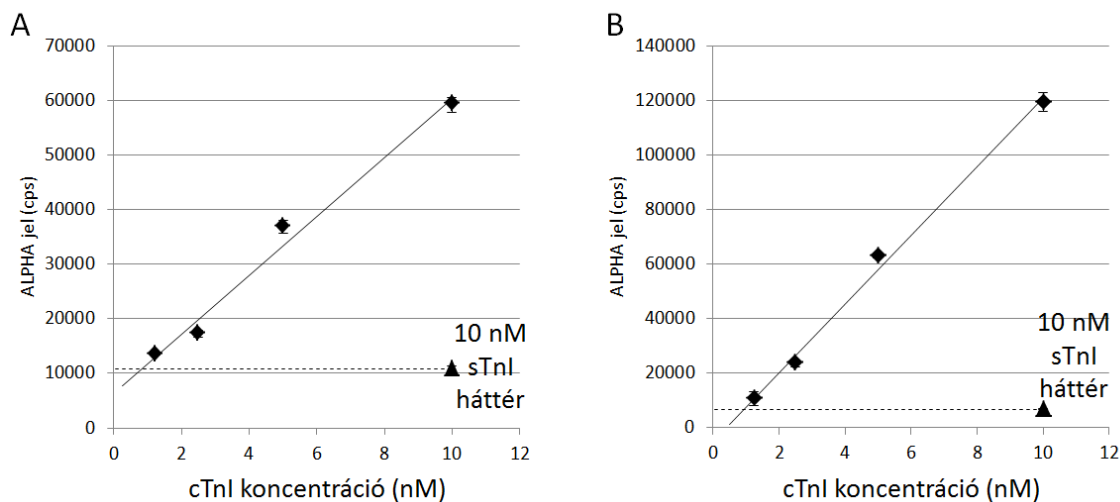 A
70000
60000
50000
40000
30000
20000
10000
0
ALPHA jel (cps)
10 nM
sTnI
háttér
0 2 4 6 8 10 12
cTnI koncentráció (nM)
B
140000
120000
100000
80000
60000
40000
20000
0
ALPHA jel (cps)
10 nM
sTnI
háttér
0 2 4 6 8 10 12
cTnI koncentráció (nM)